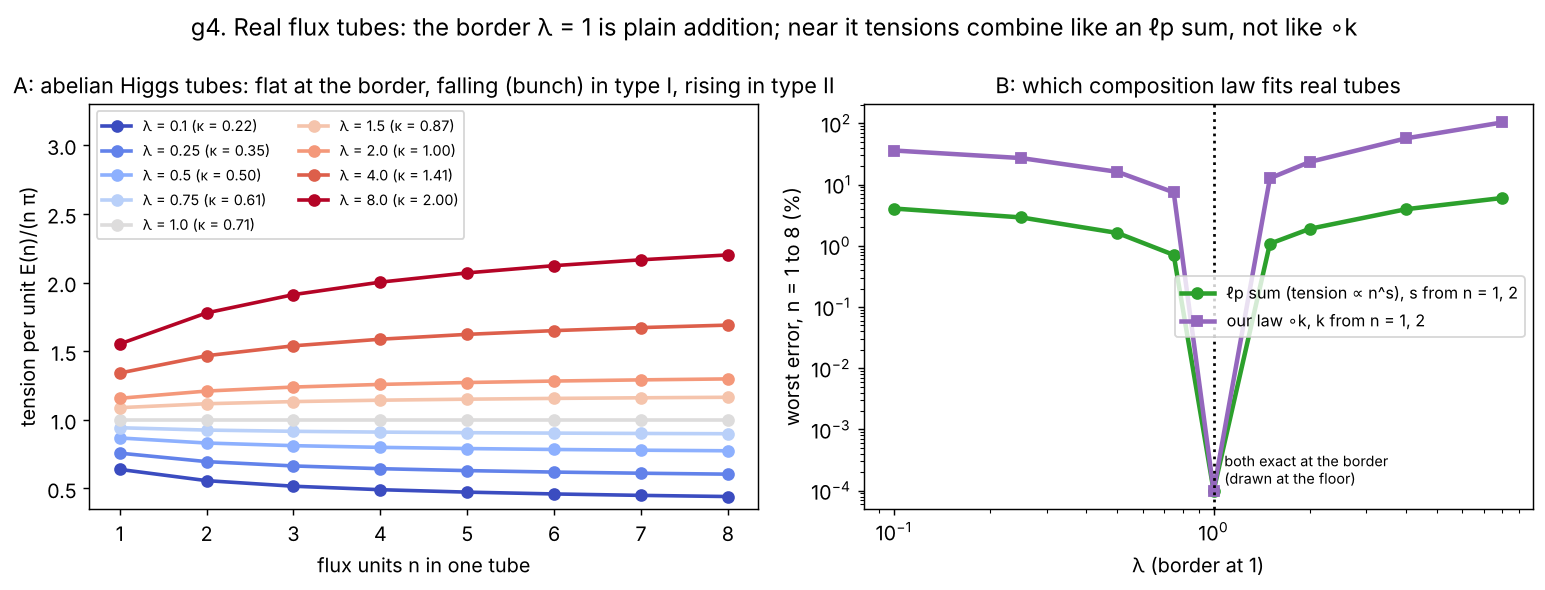 g4. Real flux tubes: the border λ = 1 is plain addition; near it tensions combine like an ℓp sum, not like ∘k
A: abelian Higgs tubes: flat at the border, falling (bunch) in type I, rising in type II
tension per unit E(n)/(n π)
3.0
2.5
2.0
1.5
1.0
0.5
λ = 0.1 (κ = 0.22)
λ = 0.25 (κ = 0.35)
λ = 0.5 (κ = 0.50)
λ = 0.75 (κ = 0.61)
λ = 1.0 (κ = 0.71)
λ = 1.5 (κ = 0.87)
λ = 2.0 (κ = 1.00)
λ = 4.0 (κ = 1.41)
λ = 8.0 (κ = 2.00)
1 2 3 4 5 6 7 8
flux units n in one tube
B: which composition law fits real tubes
worst error, n = 1 to 8 (%)
10²
10¹
10⁰
10⁻¹
10⁻²
10⁻³
10⁻⁴
ℓp sum (tension ∝ n^s), s from n = 1, 2
our law ∘k, k from n = 1, 2
both exact at the border
(drawn at the floor)
10⁻¹ 10⁰
λ (border at 1)